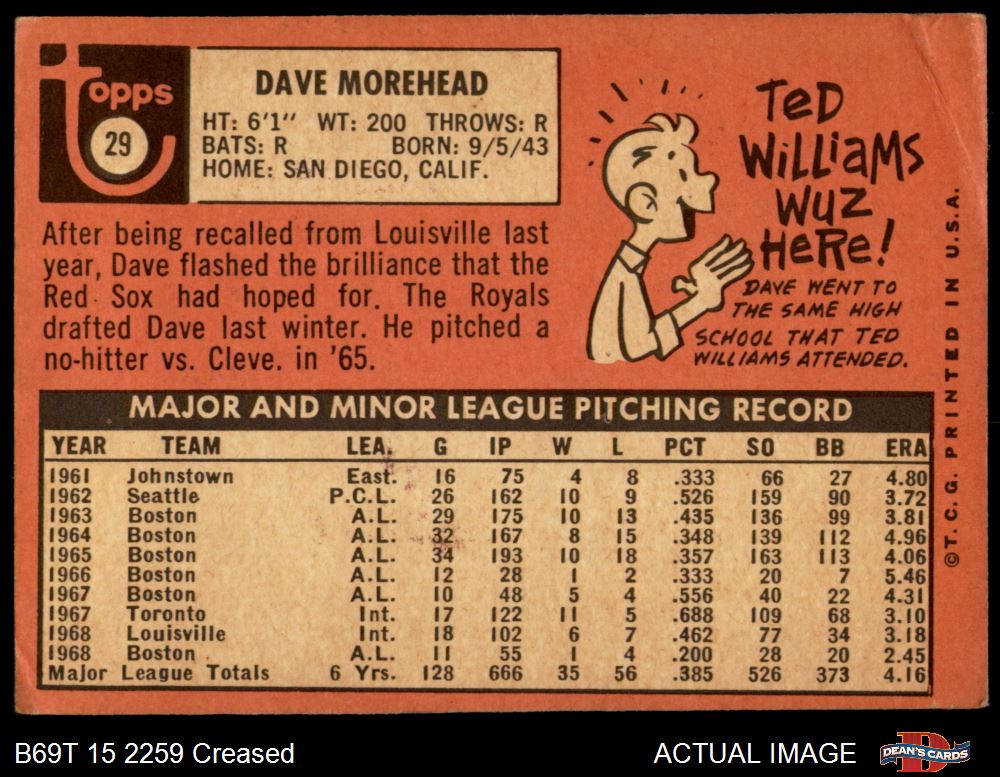 topps
29
DAVE MOREHEAD
HT: 6'1" WT: 200 THROWS: R
BATS: R BORN: 9/5/43
HOME: SAN DIEGO, CALIF.
After being recalled from Louisville last
year, Dave flashed the brilliance that the
Red Sox had hoped for. The Royals
drafted Dave last winter. He pitched a
no-hitter vs. Cleve. in '65.
TeD
WiLLiaMS
WuZ
HeRe!
DAVE WENT TO
THE SAME HIGH
SCHOOL THAT TED
WILLIAMS ATTENDED.
©T. C. G. PRINTED IN U.S.A.
MAJOR AND MINOR LEAGUE PITCHING RECORD
YEAR TEAM LEA. G IP W L PCT SO BB ERA
1961 Johnstown East. 16 75 4 8 .333 66 27 4.80
1962 Seattle P.C.L. 26 162 10 9 .526 159 90 3.72
1963 Boston A.L. 29 175 10 13 .435 136 99 3.81
1964 Boston A.L. 32 167 8 15 .348 139 112 4.96
1965 Boston A.L. 34 193 10 18 .357 163 113 4.06
1966 Boston A.L. 12 28 1 2 .333 20 7 5.46
1967 Boston A.L. 10 48 5 4 .556 40 22 4.31
1967 Toronto Int. 17 122 11 5 .688 109 68 3.10
1968 Louisville Int. 18 102 6 7 .462 77 34 3.18
1968 Boston A.L. 11 55 1 4 .200 28 20 2.45
Major League Totals 6 Yrs. 128 666 35 56 .385 526 373 4.16
B69T 15 2259 Creased
ACTUAL IMAGE
DEAN'S CARDS